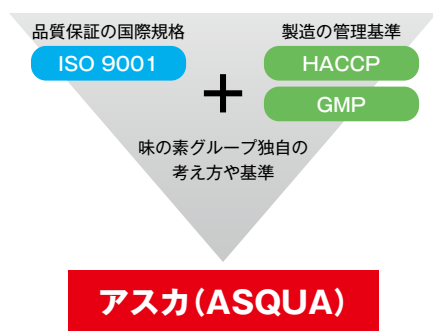 品質保証の国際規格
ISO 9001
製造の管理基準
HACCP
GMP
+
味の素グループ独自の
考え方や基準
アスカ(ASQUA)